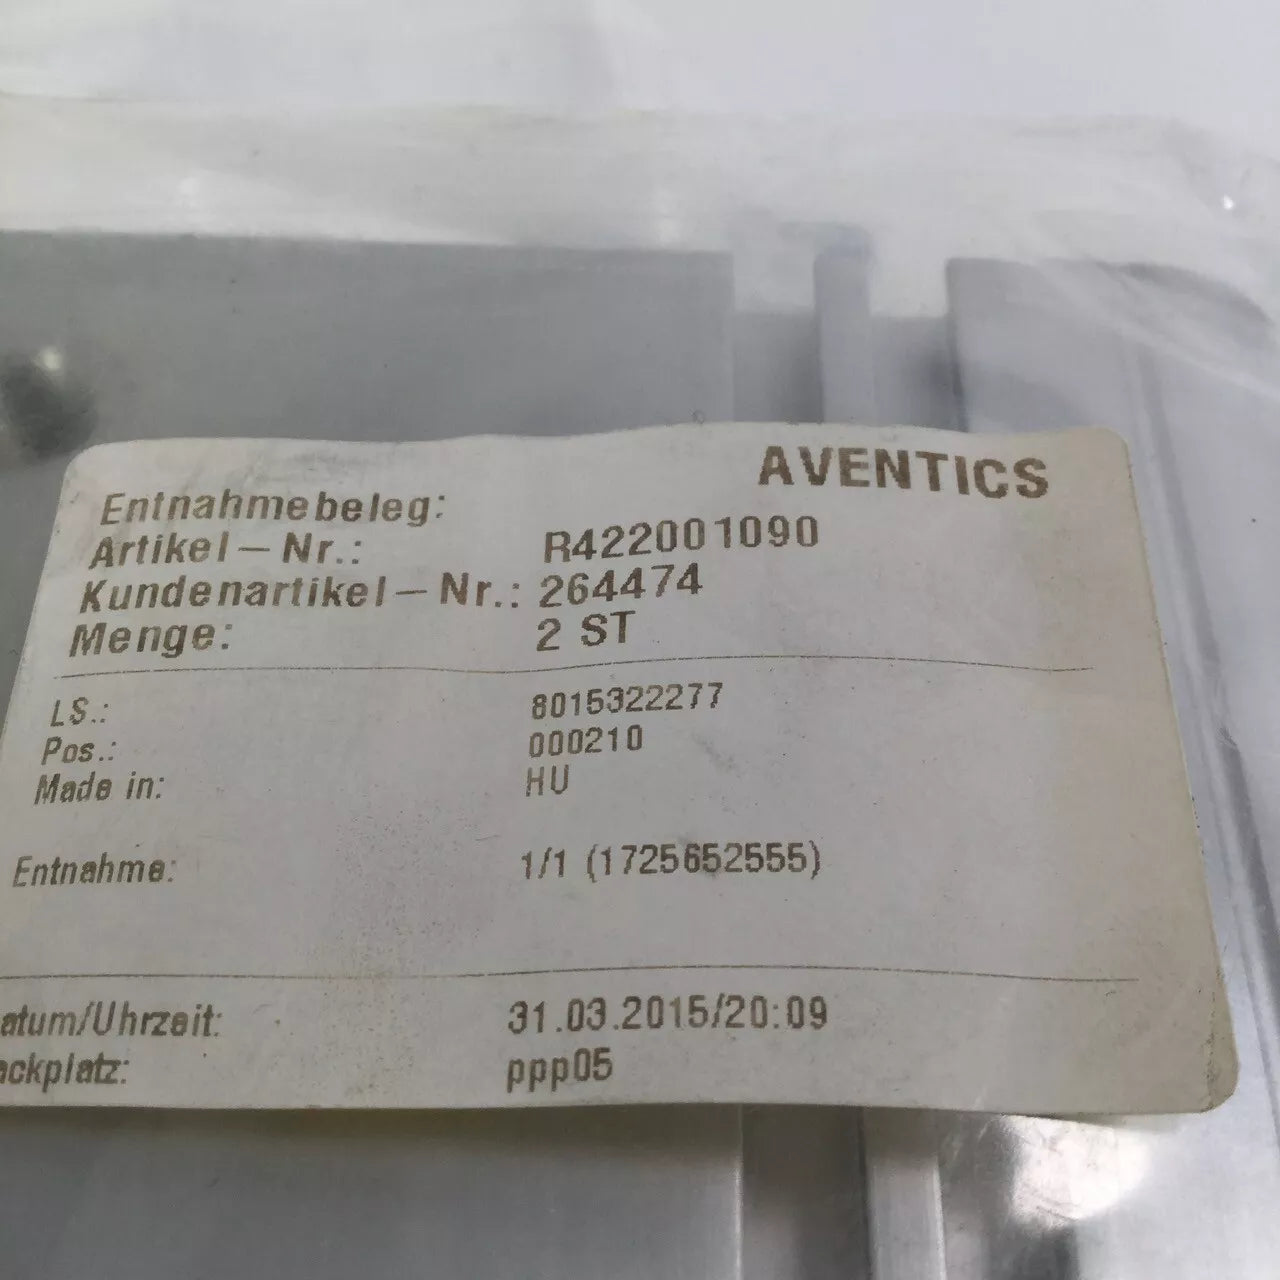 AVENTICS
Entnahmebeleg:
Artikel-Nr.: R422001090
Kundenartikel-Nr.: 264474
Menge: 2 ST
LS.: 8015322277
Pos.: 000210
Made in: HU
Entnahme: 1/1 (1725652555)
atum/Uhrzeit: 31.03.2015/20:09
ackplatz: ppp05